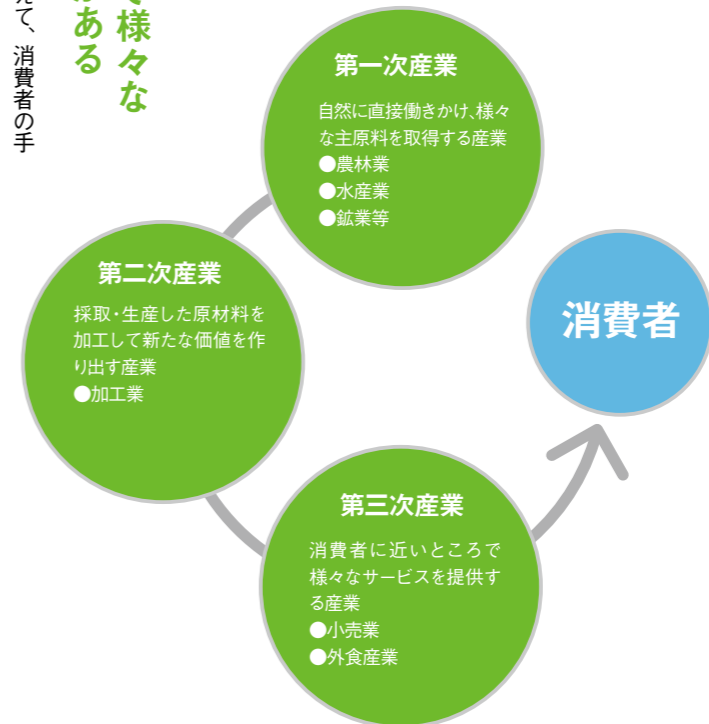 様々な
ある
て、消費者の手
第一次産業
自然に直接働きかけ、様々
な主原料を取得する産業
●農林業
●水産業
●鉱業等
第二次産業
採取・生産した原材料を
加工して新たな価値を作
り出す産業
●加工業
第三次産業
消費者に近いところで
様々なサービスを提供す
る産業
●小売業
●外食産業
消費者